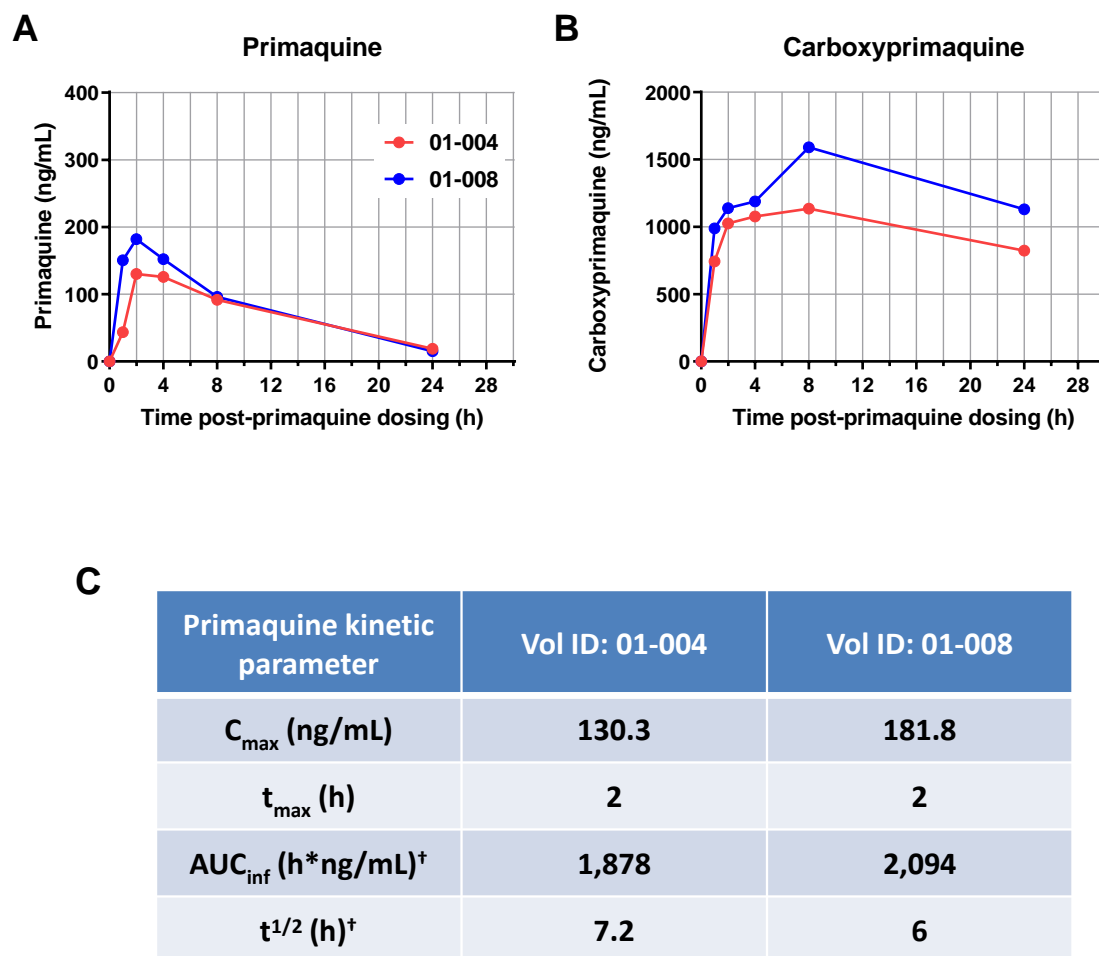 A
Primaquine
Primaquine (ng/mL)
400
300
200
100
0
0 4 8 12 16 20 24 28
Time post-primaquine dosing (h)
01-004
01-008
B
Carboxyprimaquine
Carboxyprimaquine (ng/mL)
2000
1500
1000
500
0
0 4 8 12 16 20 24 28
Time post-primaquine dosing (h)
C
Primaquine kinetic
parameter
Vol ID: 01-004
Vol ID: 01-008
Cmax (ng/mL) 130.3 181.8
tmax (h) 2 2
AUCinf (h*ng/mL)† 1,878 2,094
t1/2 (h)† 7.2 6